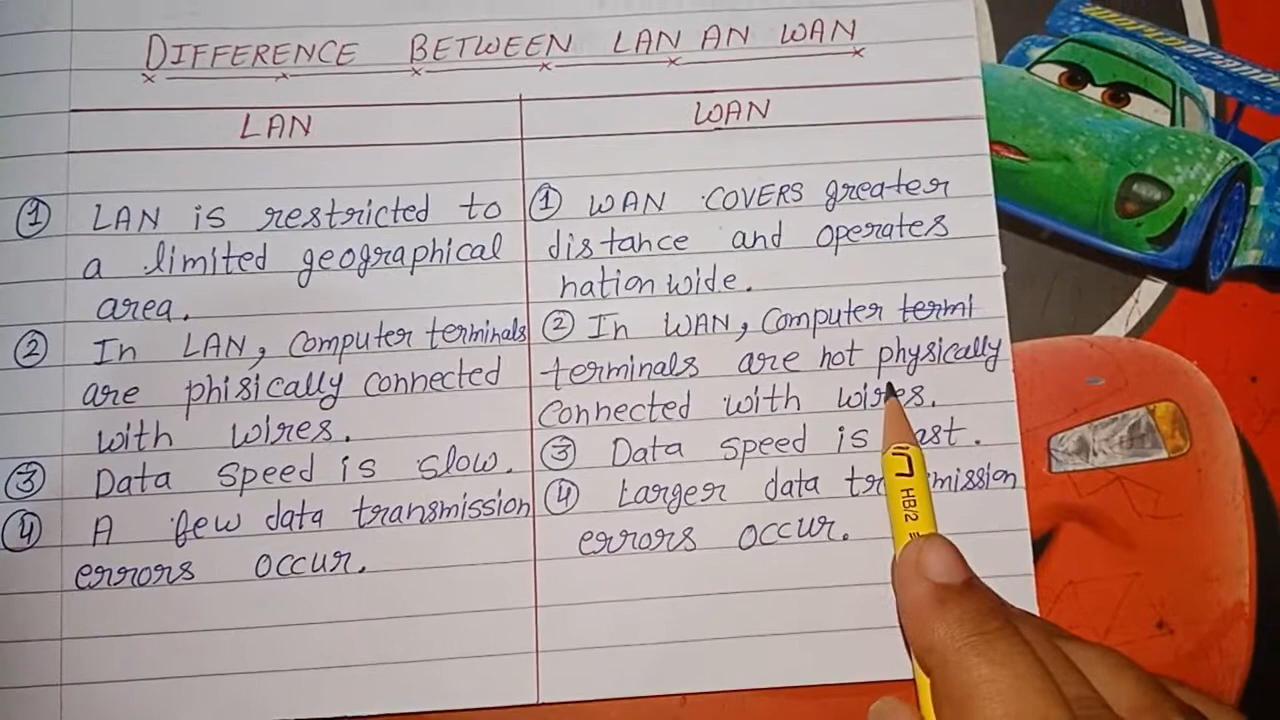 DIFFERENCE BETWEEN LAN AN WAN
LAN
① LAN is restricted to
a limited geographical
area.
② In LAN, computer terminals
are phisically connected
with wires.
③ Data speed is slow.
④ A few data transmission
errors occur.
WAN
① WAN COVERS greater
distance and operates
nation wide.
② In WAN, computer termi
terminals are not physically
connected with wires.
③ Data speed is
④ Larger data
errors occur.
HB/2